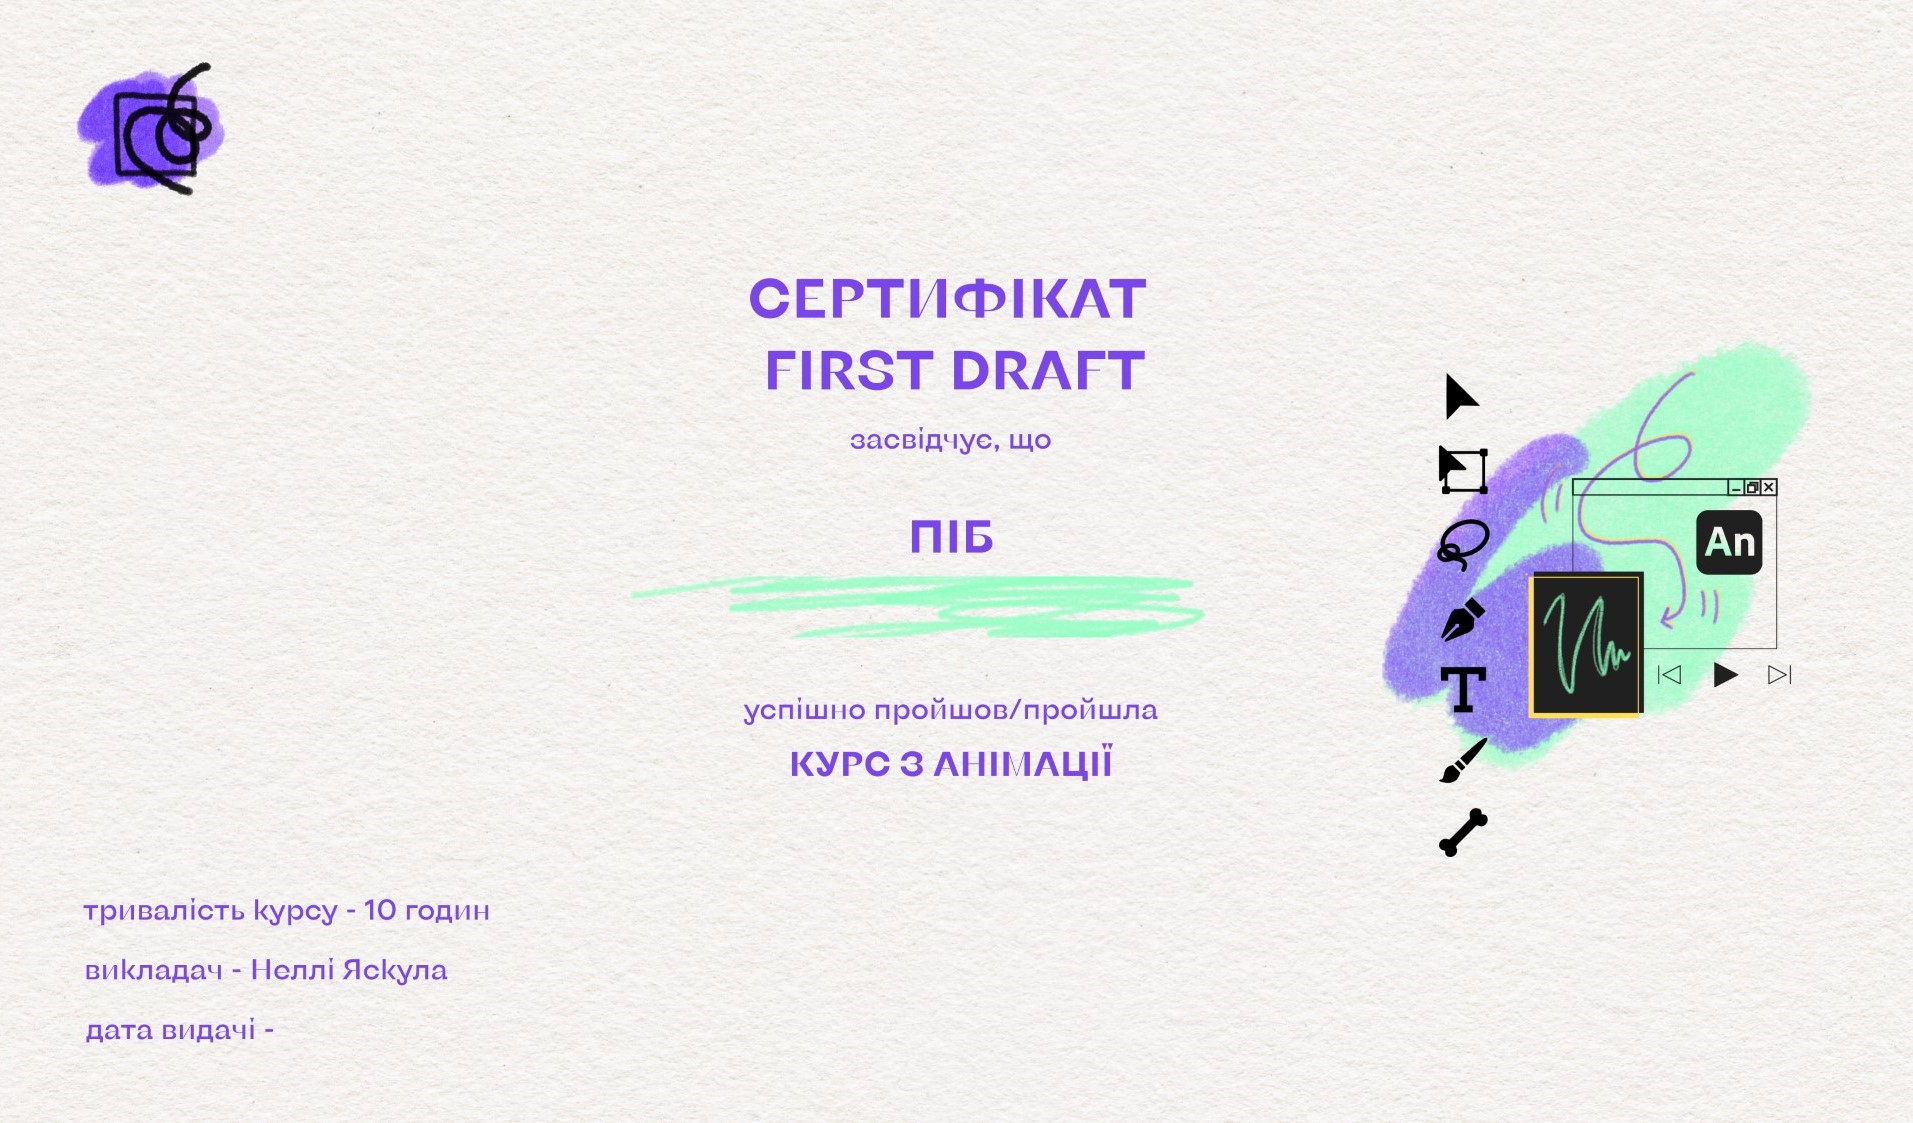 СЕРТИФІКАТ
FIRST DRAFT
засвідчує, що
ПІБ
успішно пройшов/пройшла
КУРС З АНІМАЦІЇ
An
T
тривалість курсу - 10 годин
викладач - Неллі Яскула
дата видачі -